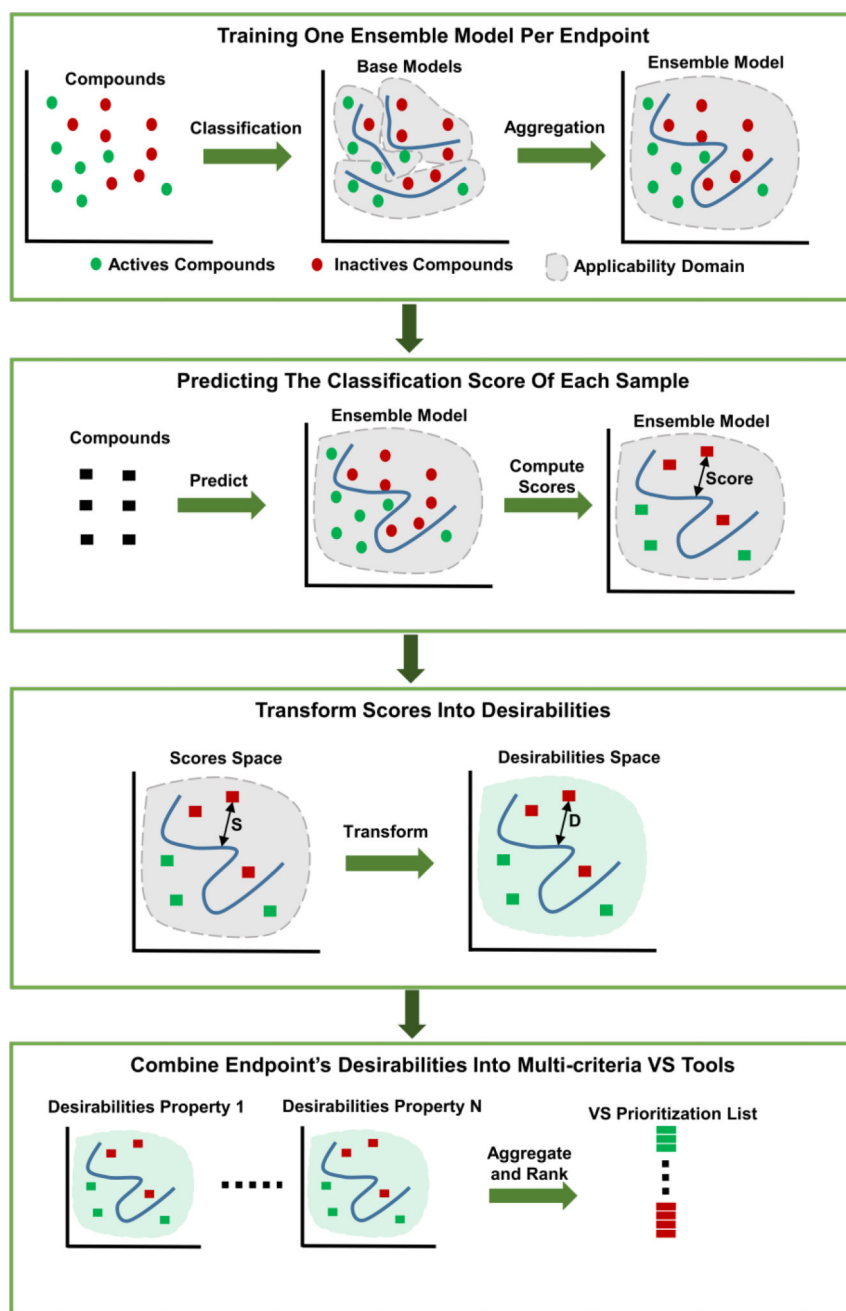 Training One Ensemble Model Per Endpoint
Compounds
Classification
Base Models
Aggregation
Ensemble Model
Actives Compounds
Inactives Compounds
Applicability Domain
Predicting The Classification Score Of Each Sample
Compounds
Predict
Ensemble Model
Compute
Scores
Ensemble Model
Score
Transform Scores Into Desirabilities
Scores Space
S
Transform
Desirabilities Space
D
Combine Endpoint's Desirabilities Into Multi-criteria VS Tools
Desirabilities Property 1
Desirabilities Property N
Aggregate
and Rank
VS Prioritization List